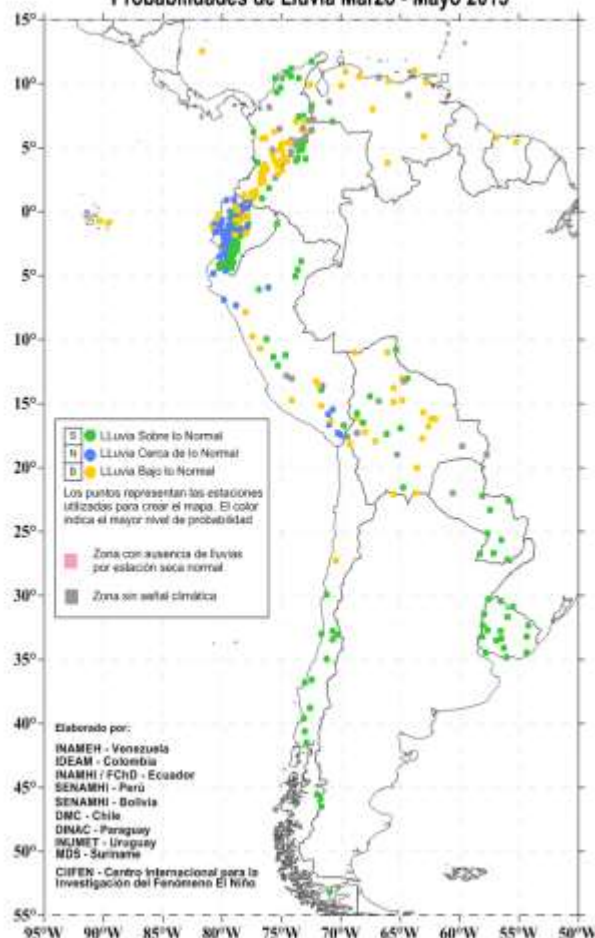 Probabilidades de Lluvia Marzo - Mayo 2019
15°
10°
5°
0°
5°
10°
15°
20°
25°
30°
35°
40°
45°
50°
55°
S LLuvia Sobre lo Normal
N LLuvia Cerca de lo Normal
B LLuvia Bajo lo Normal
Los puntos representan las estaciones
utilizadas para crear el mapa. El color
indica el mayor nivel de probabilidad
Zona con ausencia de lluvias
por estación seca normal
Zona sin señal climática
Elaborado por:
INAMEH - Venezuela
IDEAM - Colombia
INAMHI / FChD - Ecuador
SENAMHI - Perú
SENAMHI - Bolivia
DMC - Chile
DINAC - Paraguay
INUMET - Uruguay
MDS - Suriname
CIIFEN - Centro Internacional para la
Investigación del Fenómeno El Niño
95°W 90°W 85°W 80°W 75°W 70°W 65°W 60°W 55°W 50°W